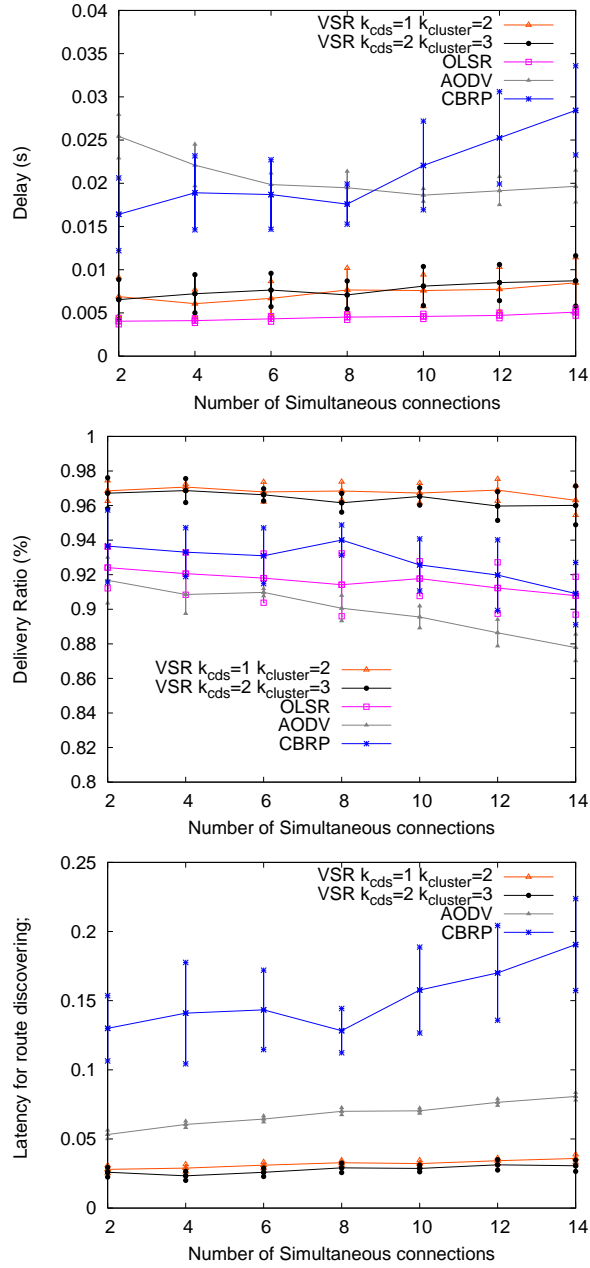 0.04
0.035
0.03
0.025
0.02
0.015
0.01
0.005
0
2 4 6 8 10 12 14
Delay (s)
Number of Simultaneous connections
VSR kcds=1 kcluster=2
VSR kcds=2 kcluster=3
OLSR
AODV
CBRP
1
0.98
0.96
0.94
0.92
0.9
0.88
0.86
0.84
0.82
0.8
2 4 6 8 10 12 14
Delivery Ratio (%)
Number of Simultaneous connections
VSR kcds=1 kcluster=2
VSR kcds=2 kcluster=3
OLSR
AODV
CBRP
0.25
0.2
0.15
0.1
0.05
0
2 4 6 8 10 12 14
Latency for route discovering;
Number of Simultaneous connections
VSR kcds=1 kcluster=2
VSR kcds=2 kcluster=3
AODV
CBRP